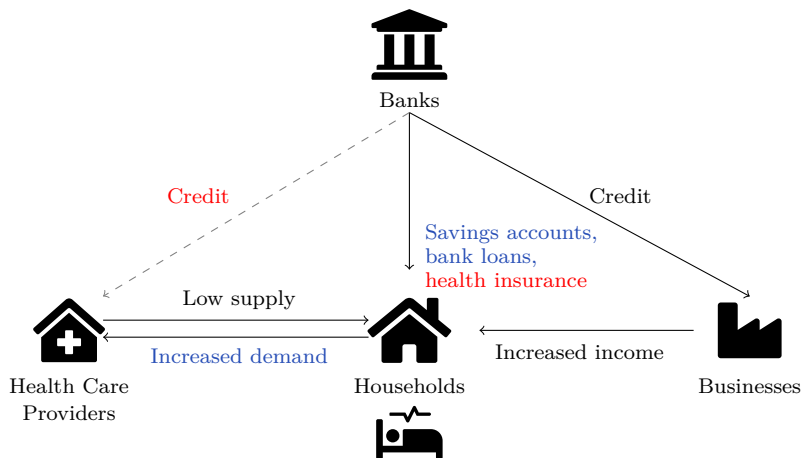 Banks
Credit
Credit
Savings accounts,
bank loans,
health insurance
Low supply
Increased demand
Increased income
Health Care
Providers
Households
Businesses